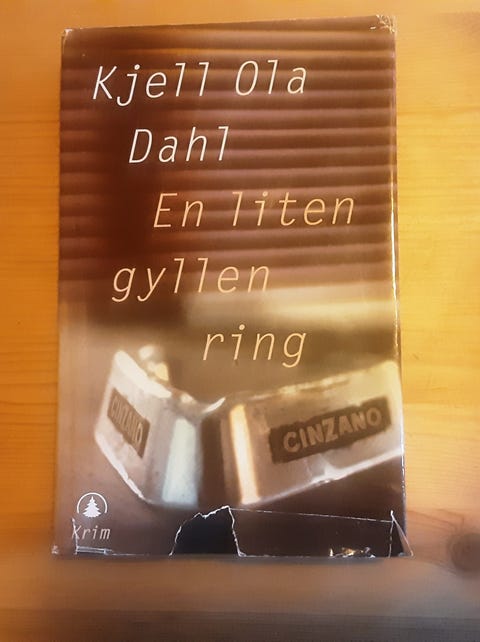 Kjell Ola
Dahl
En liten
gyllen
ring
CINZANO
CINZANO
Krim